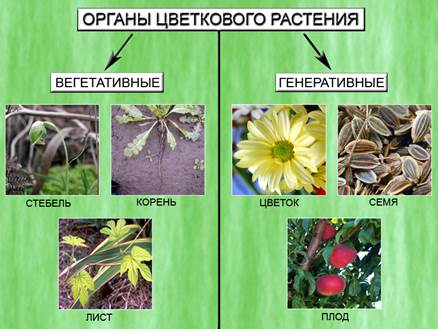 ОРГАНЫ ЦВЕТКОВОГО РАСТЕНИЯ
ВЕГЕТАТИВНЫЕ
ГЕНЕРАТИВНЫЕ
СТЕБЕЛЬ
КОРЕНЬ
ЦВЕТОК
СЕМЯ
ЛИСТ
ПЛОД